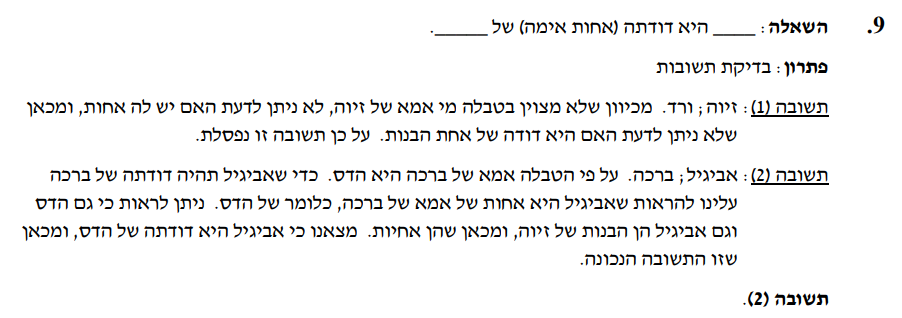 9. השאלה: ____ היא דודתה (אחות אימה) של _____.
פתרון: בדיקת תשובות
תשובה (1): זיוה; ורד. מכיוון שלא מצוין בטבלה מי אמא של זיוה, לא ניתן לדעת האם יש לה אחות, ומכאן
שלא ניתן לדעת האם היא דודה של אחת הבנות. על כן תשובה זו נפסלת.
תשובה (2): אביגיל; ברכה. על פי הטבלה אמא של ברכה היא הדס. כדי שאביגיל תהיה דודתה של ברכה
עלינו להראות שאביגיל היא אחות של אמא של ברכה, כלומר של הדס. ניתן לראות כי גם הדס
וגם אביגיל הן הבנות של זיוה, ומכאן שהן אחיות. מצאנו כי אביגיל היא דודתה של הדס, ומכאן
שזו התשובה הנכונה.
תשובה (2).